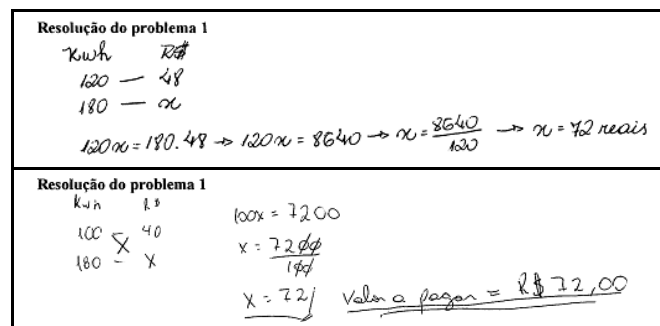 Resolução do problema 1
Kwh R$
120 — 48
180 — x
120x = 180.48 → 120x = 8640 → x = 8640/120 → x = 72 reais
Resolução do problema 1
Kwh R$
100 40
180 - x
100x = 7200
x = 7200/100
x = 72 Valor a pagar = R$ 72,00